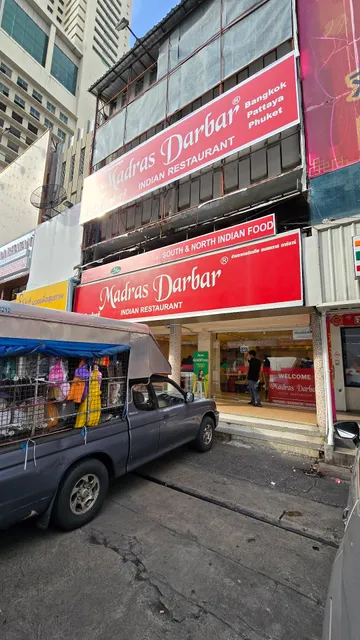 Madras Darbar®
INDIAN RESTAURANT
Bangkok
Pattaya
Phuket
SOUTH & NORTH INDIAN FOOD
Madras Darbar®
INDIAN RESTAURANT
WELCOME
Madras Darbar